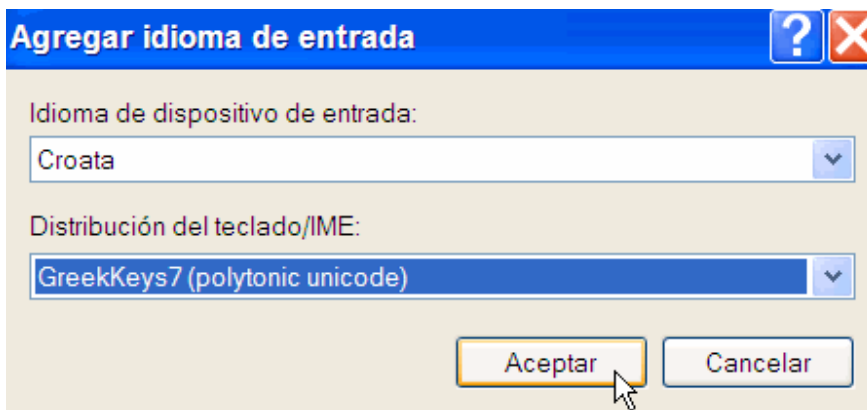 Agregar idioma de entrada
Idioma de dispositivo de entrada:
Croata
Distribución del teclado/IME:
GreekKeys7 (polytonic unicode)
Aceptar Cancelar